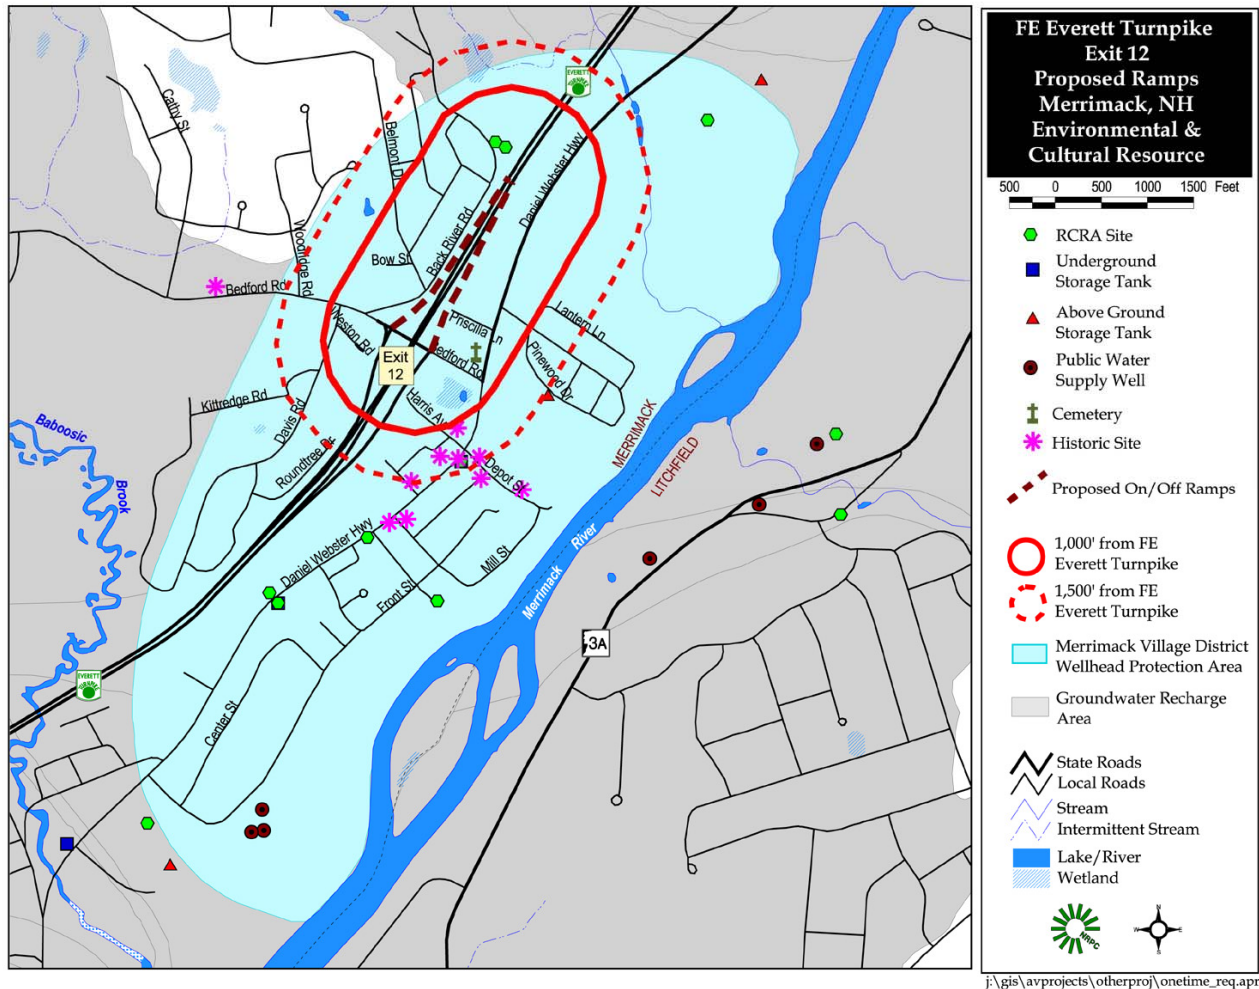 FE Everett Turnpike
Exit 12
Proposed Ramps
Merrimack, NH
Environmental &
Cultural Resource
500 0 500 1000 1500 Feet
RCRA Site
Underground
Storage Tank
Above Ground
Storage Tank
Public Water
Supply Well
Cemetery
Historic Site
Proposed On/Off Ramps
1,000' from FE
Everett Turnpike
1,500' from FE
Everett Turnpike
Merrimack Village District
Wellhead Protection Area
Groundwater Recharge
Area
State Roads
Local Roads
Stream
Intermittent Stream
Lake/River
Wetland
NRPC
N
W
E
S
j:\gis\avprojects\otherproj\onetime_req.apr
EVERETT
TURNPIKE
Cathy St
Belmont Dr
Daniel Webster Hwy
Woodridge Rd
Back River Rd
Bow St
Bedford Rd
Weston Rd
Priscilla Ln
Lantern Ln
Exit
12
edford Rd
Pinewood Dr
Kittredge Rd
Harris Av
Davis Rd
Roundtree Dr
Baboosic
Brook
MERRIMACK
LITCHFIELD
Depot St
Daniel Webster Hwy
Mill St
Front St
Merrimack
River
3A
EVERETT
TURNPIKE
Center St